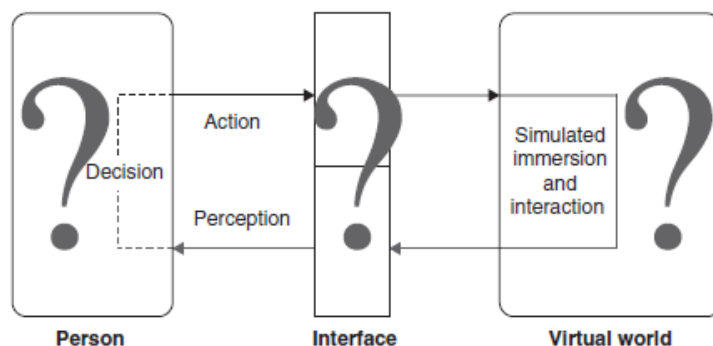 Action
Decision
Perception
Simulated
immersion
and
interaction
?
?
?
Person
Interface
Virtual world